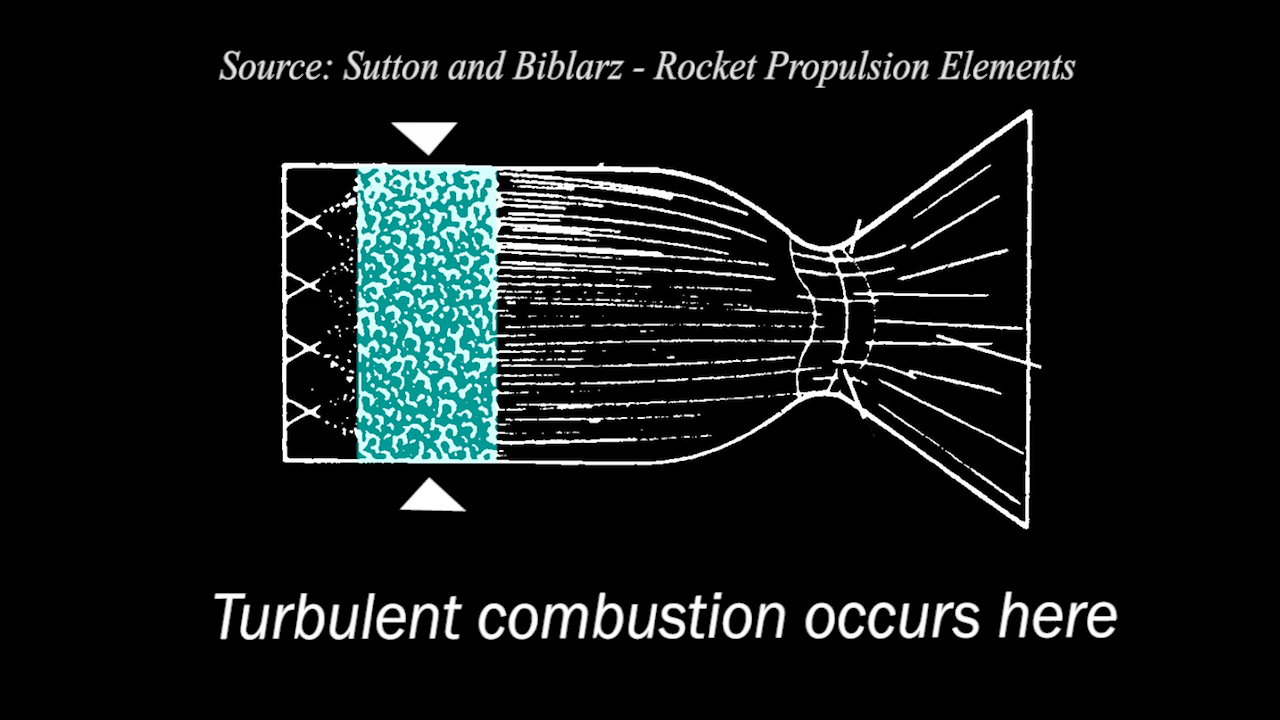 Source: Sutton and Biblarz - Rocket Propulsion Elements
Turbulent combustion occurs here